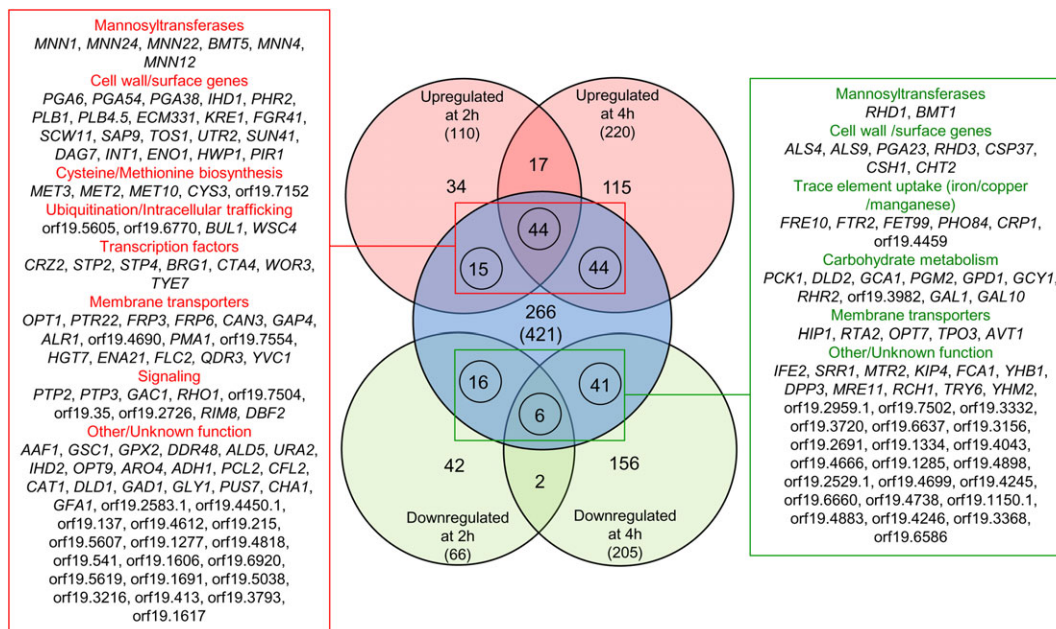 Mannosyltransferases
MNN1, MNN24, MNN22, BMT5, MNN4,
MNN12
Cell wall/surface genes
PGA6, PGA54, PGA38, IHD1, PHR2,
PLB1, PLB4.5, ECM331, KRE1, FGR41,
SCW11, SAP9, TOS1, UTR2, SUN41,
DAG7, INT1, ENO1, HWP1, PIR1
Cysteine/Methionine biosynthesis
MET3, MET2, MET10, CYS3, orf19.7152
Ubiquitination/Intracellular trafficking
orf19.5605, orf19.6770, BUL1, WSC4
Transcription factors
CRZ2, STP2, STP4, BRG1, CTA4, WOR3,
TYE7
Membrane transporters
OPT1, PTR22, FRP3, FRP6, CAN3, GAP4,
ALR1, orf19.4690, PMA1, orf19.7554,
HGT7, ENA21, FLC2, QDR3, YVC1
Signaling
PTP2, PTP3, GAC1, RHO1, orf19.7504,
orf19.35, orf19.2726, RIM8, DBF2
Other/Unknown function
AAF1, GSC1, GPX2, DDR48, ALD5, URA2,
IHD2, OPT9, ARO4, ADH1, PCL2, CFL2,
CAT1, DLD1, GAD1, GLY1, PUS7, CHA1,
GFA1, orf19.2583.1, orf19.4450.1,
orf19.137, orf19.4612, orf19.215,
orf19.5607, orf19.1277, orf19.4818,
orf19.541, orf19.1606, orf19.6920,
orf19.5619, orf19.1691, orf19.5038,
orf19.3216, orf19.413, orf19.3793,
orf19.1617
Upregulated
at 2h
(110)
Upregulated
at 4h
(220)
17
34
115
44
15
44
266
(421)
16
41
6
42
156
2
Downregulated
at 2h
(66)
Downregulated
at 4h
(205)
Mannosyltransferases
RHD1, BMT1
Cell wall /surface genes
ALS4, ALS9, PGA23, RHD3, CSP37,
CSH1, CHT2
Trace element uptake (iron/copper
/manganese)
FRE10, FTR2, FET99, PHO84, CRP1,
orf19.4459
Carbohydrate metabolism
PCK1, DLD2, GCA1, PGM2, GPD1, GCY1,
RHR2, orf19.3982, GAL1, GAL10
Membrane transporters
HIP1, RTA2, OPT7, TPO3, AVT1
Other/Unknown function
IFE2, SRR1, MTR2, KIP4, FCA1, YHB1,
DPP3, MRE11, RCH1, TRY6, YHM2,
orf19.2959.1, orf19.7502, orf19.3332,
orf19.3720, orf19.6637, orf19.3156,
orf19.2691, orf19.1334, orf19.4043,
orf19.4666, orf19.1285, orf19.4898,
orf19.2529.1, orf19.4699, orf19.4245,
orf19.6660, orf19.4738, orf19.1150.1,
orf19.4883, orf19.4246, orf19.3368,
orf19.6586